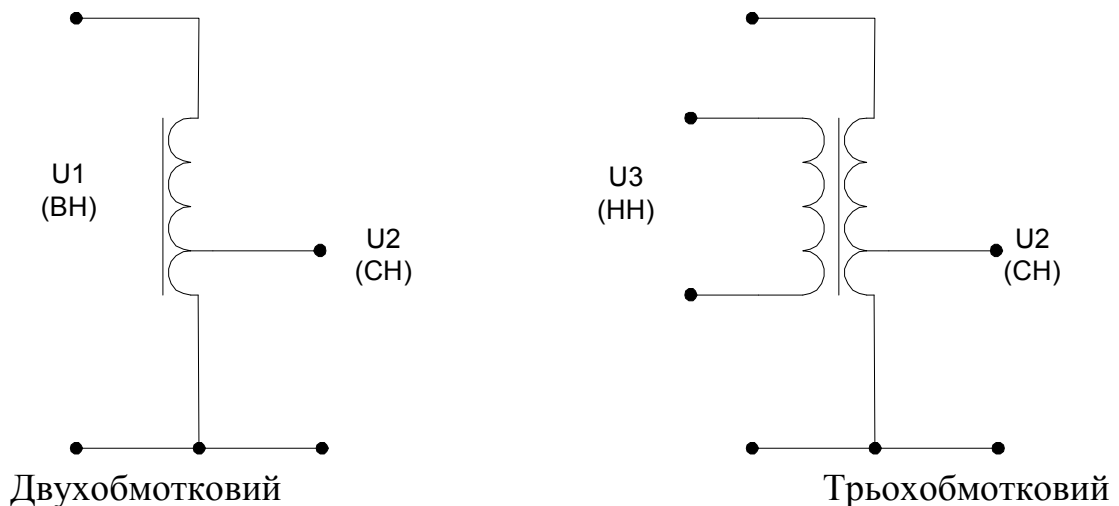 U1
(ВН)
U2
(СН)
U3
(НН)
U2
(СН)
Двухобмотковий
Трьохобмотковий